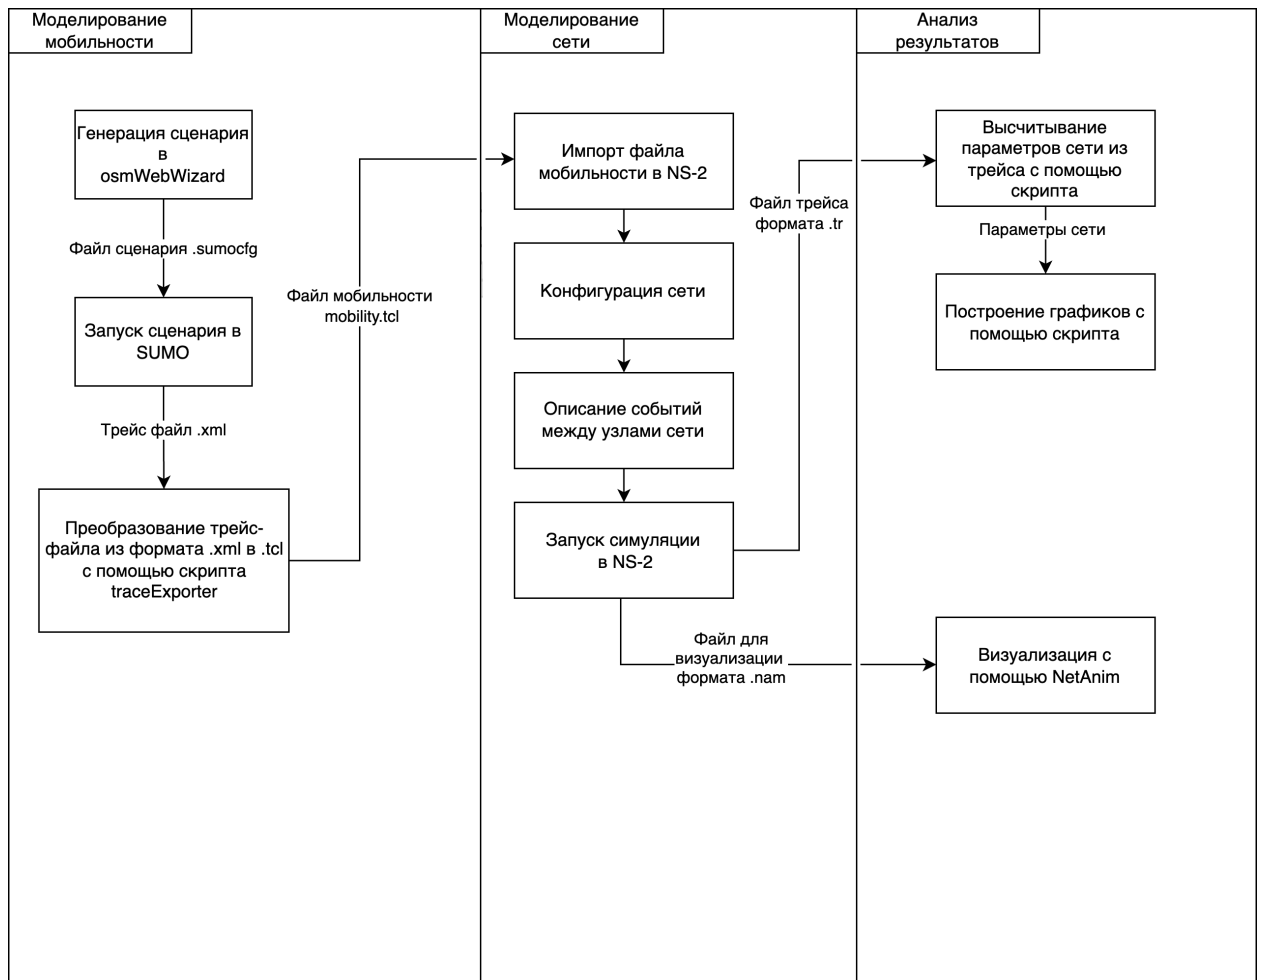 Моделирование
мобильности
Генерация сценария
в
osmWebWizard
Файл сценария .sumocfg
Запуск сценария в
SUMO
Трейс файл .xml
Преобразование трейс-
файла из формата .xml в .tcl
с помощью скрипта
traceExporter
Файл мобильности
mobility.tcl
Моделирование
сети
Импорт файла
мобильности в NS-2
Конфигурация сети
Описание событий
между узлами сети
Запуск симуляции
в NS-2
Файл трейса
формата .tr
Файл для
визуализации
формата .nam
Анализ
результатов
Высчитывание
параметров сети из
трейса с помощью
скрипта
Параметры сети
Построение графиков с
помощью скрипта
Визуализация с
помощью NetAnim